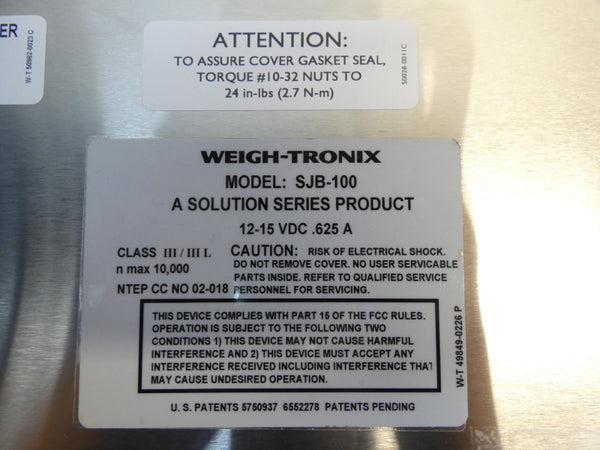 ER
W-T 50982-0023 C
ATTENTION:
TO ASSURE COVER GASKET SEAL,
TORQUE #10-32 NUTS TO
24 in-lbs (2.7 N-m)
50028-0011C
WEIGH-TRONIX
MODEL: SJB-100
A SOLUTION SERIES PRODUCT
12-15 VDC .625 A
CLASS III / III L
n max 10,000
NTEP CC NO 02-018
CAUTION: RISK OF ELECTRICAL SHOCK.
DO NOT REMOVE COVER. NO USER SERVICABLE
PARTS INSIDE. REFER TO QUALIFIED SERVICE
PERSONNEL FOR SERVICING.
THIS DEVICE COMPLIES WITH PART 15 OF THE FCC RULES.
OPERATION IS SUBJECT TO THE FOLLOWING TWO
CONDITIONS 1) THIS DEVICE MAY NOT CAUSE HARMFUL
INTERFERENCE AND 2) THIS DEVICE MUST ACCEPT ANY
INTERFERENCE RECEIVED INCLUDING INTERFERENCE THAT
MAY CAUSE UNDESIRED OPERATION.
W-T 49849-0226 P
U.S. PATENTS 5750937 6552278 PATENTS PENDING